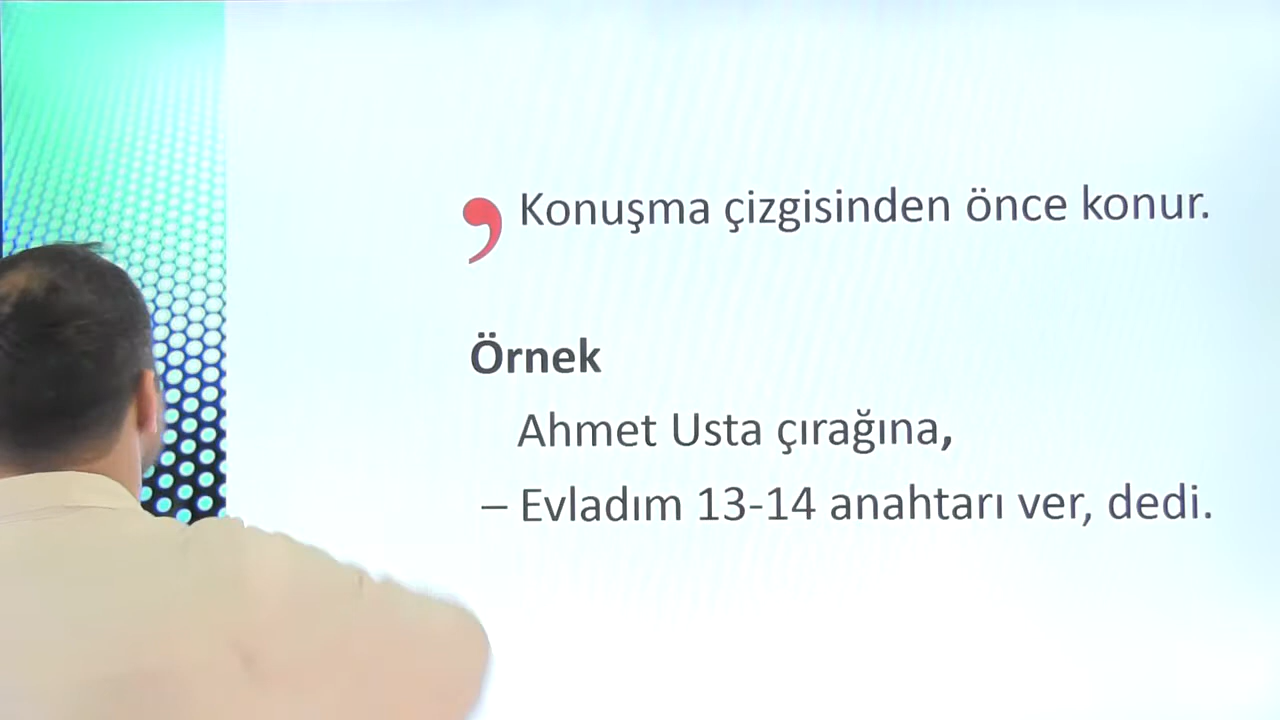 , Konuşma çizgisinden önce konur.
Örnek
Ahmet Usta çırağına,
– Evladım 13-14 anahtarı ver, dedi.